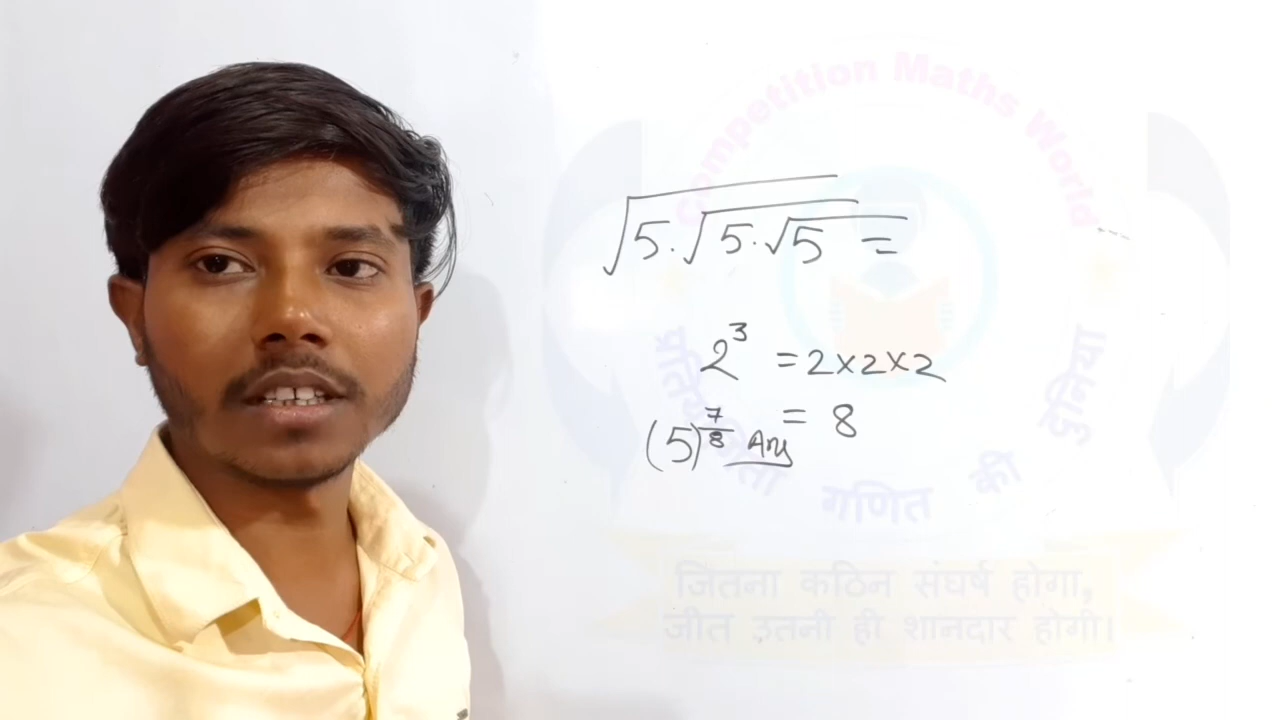 Competition Maths World
√5.√5.√5 =
2³ = 2×2×2
= 8
(5)^7/8 Ans
प्रतियोगिता गणित की दुनिया
जितना कठिन संघर्ष होगा,
जीत उतनी ही शानदार होगी।